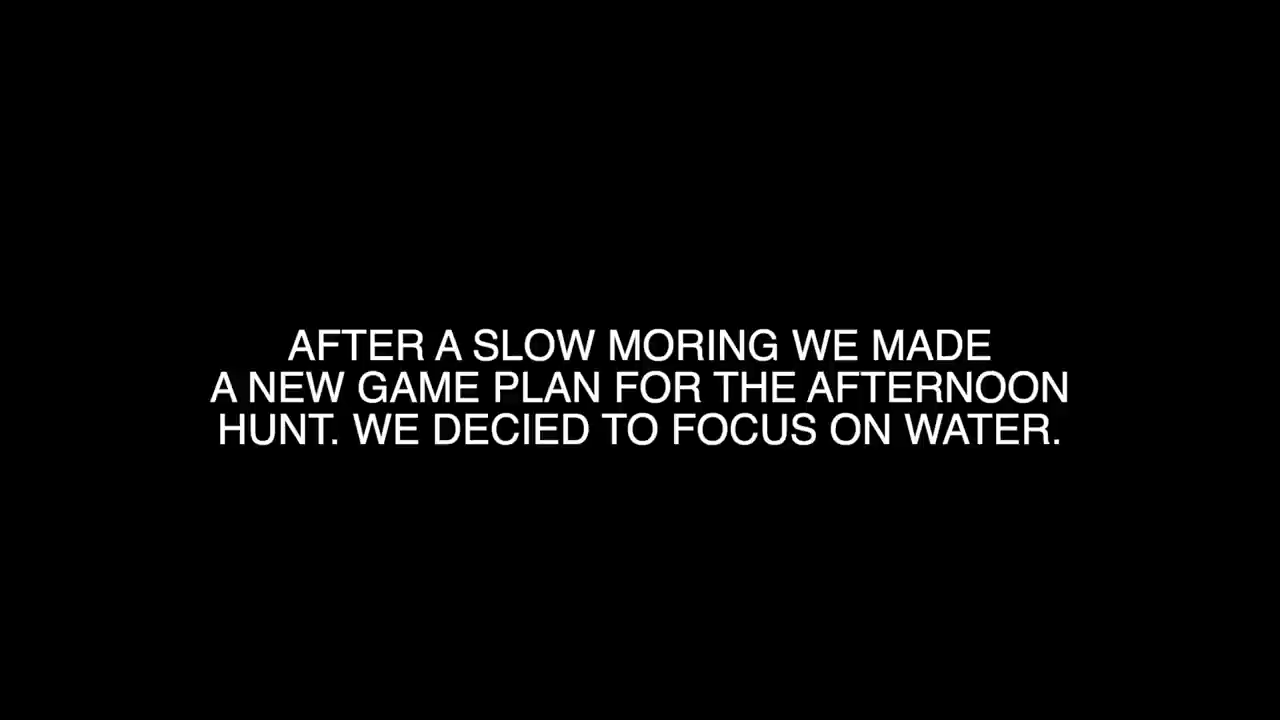 AFTER A SLOW MORING WE MADE
A NEW GAME PLAN FOR THE AFTERNOON
HUNT. WE DECIED TO FOCUS ON WATER.